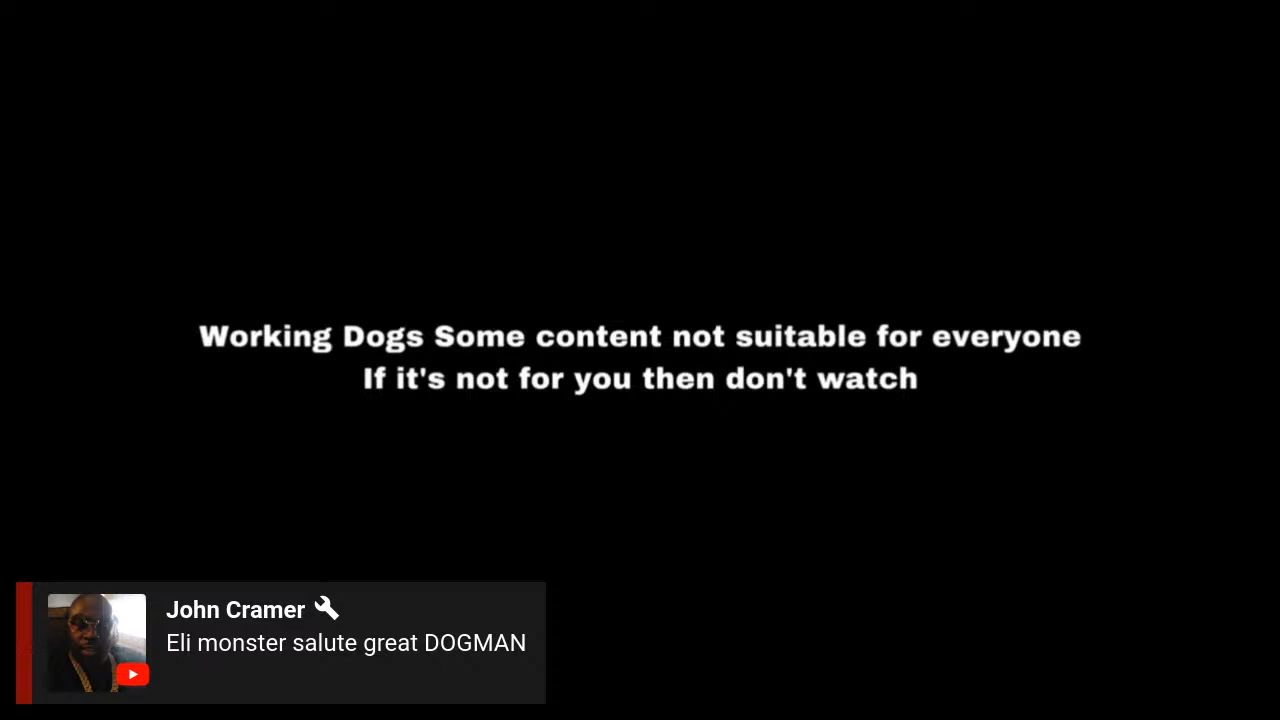 Working Dogs Some content not suitable for everyone
If it's not for you then don't watch
John Cramer
Eli monster salute great DOGMAN